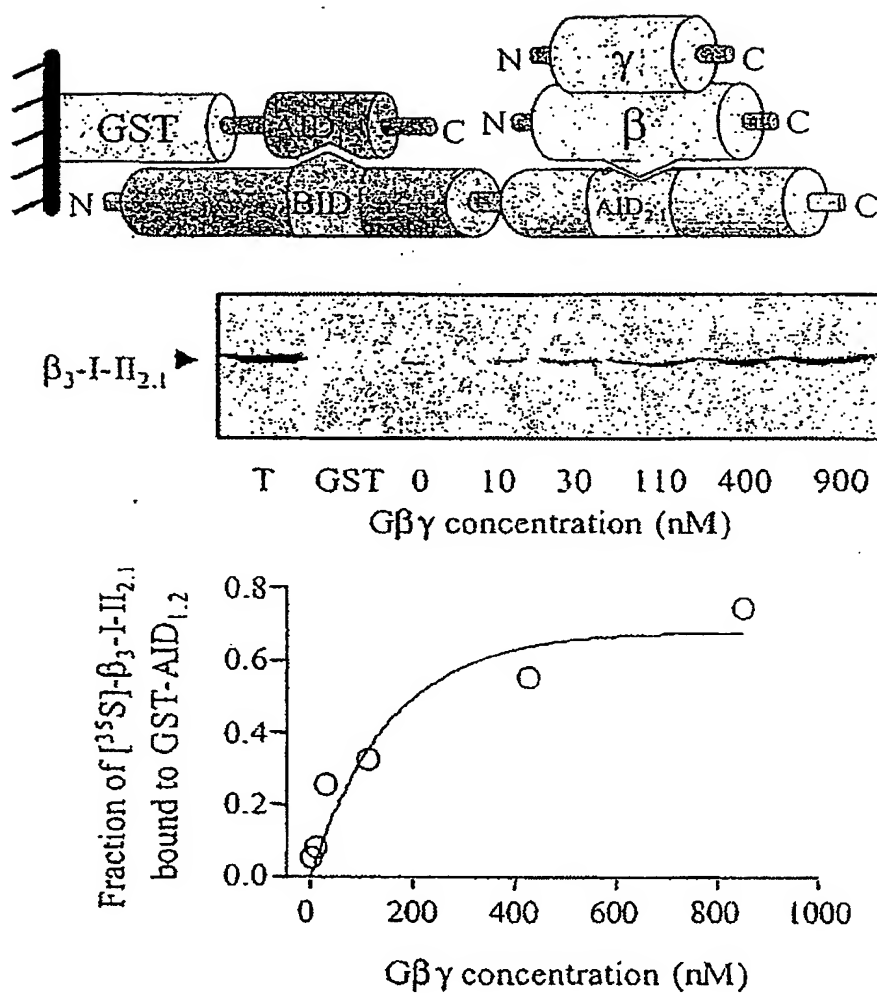 N γ C
GST AID C N β C
N BID AID₂.₁ C
β₃-I-II₂.₁
T GST 0 10 30 110 400 900
Gβγ concentration (nM)
Fraction of [³⁵S]-β₃-I-II₂.₁
bound to GST-AID₁.₂
0.8
0.6
0.4
0.2
0.0
0 200 400 600 800 1000
Gβγ concentration (nM)